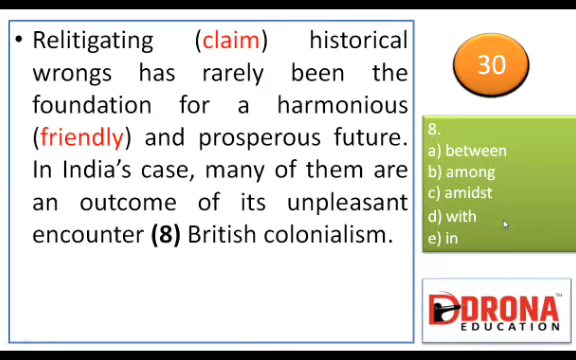 • Relitigating (claim) historical
wrongs has rarely been the
foundation for a harmonious
(friendly) and prosperous future.
In India's case, many of them are
an outcome of its unpleasant
encounter (8) British colonialism.
30
8.
a) between
b) among
c) amidst
d) with
e) in
DRONA™
EDUCATION